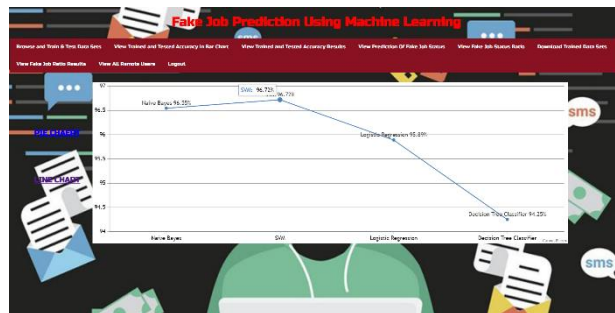 Fake Job Prediction Using Machine Learning
Browse and Train & Test Data Sets View Trained and Tested Accuracy in Bar Chart View Trained and Tested Accuracy Results View Prediction Of Fake Job Status View Fake Job Status Ratio Download Trained Data Sets
View Fake Job Ratio Results View All Remote Users Logout
97
SVM: 96.72%
96.72%
Naive Bayes 96.55%
96.5
sms
PIE CHART
96
Logistic Regression 95.89%
95.5
LINE CHART
95
94.5
Decision Tree Classifier 94.25%
94
Naive Bayes SVM Logistic Regression Decision Tree Classifier
sms